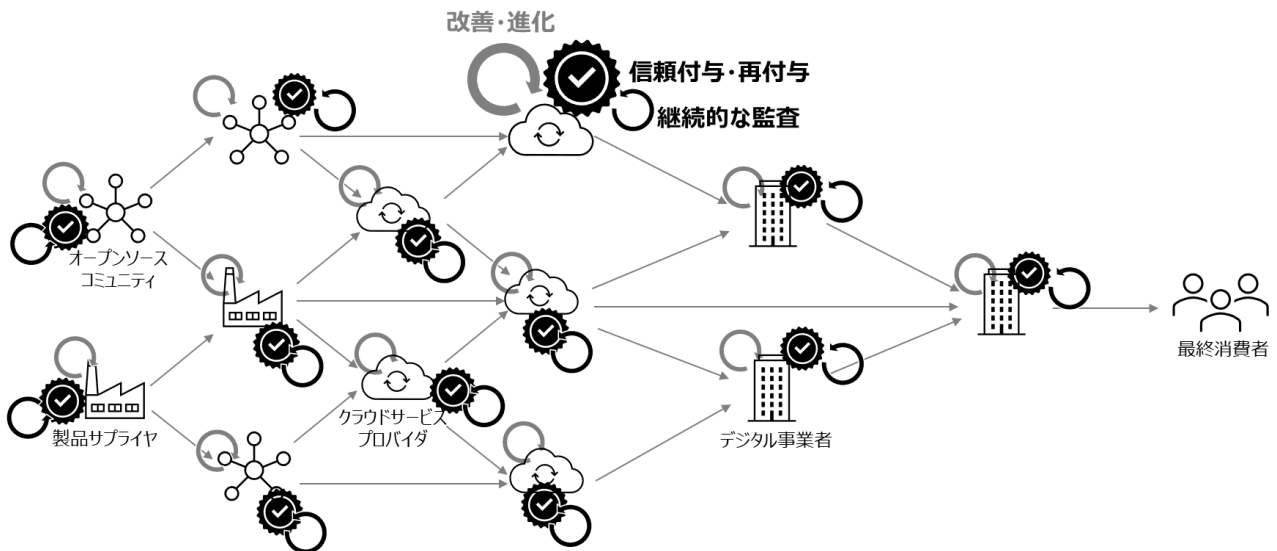 改善・進化
信頼付与・再付与
継続的な監査
オープンソース
コミュニティ
製品サプライヤ
クラウドサービス
プロバイダ
デジタル事業者
最終消費者